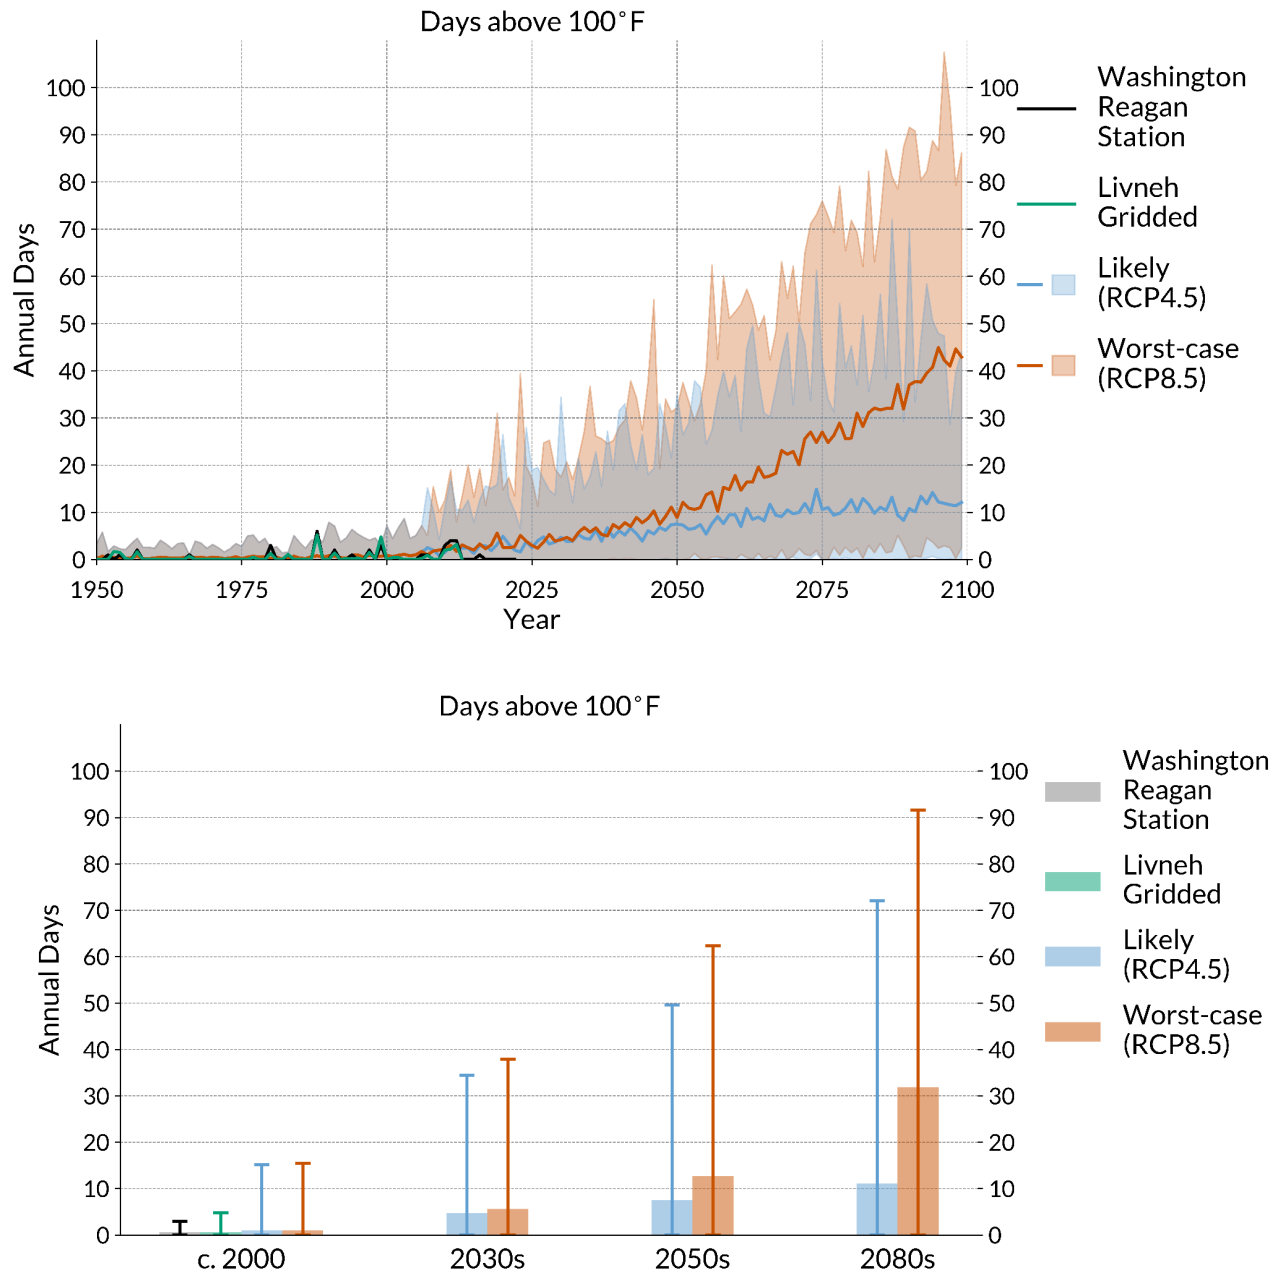 Days above 100°F
100
90
80
70
60
50
40
30
20
10
0
Annual Days
100
90
80
70
60
50
40
30
20
10
0
1950
1975
2000
2025
2050
2075
2100
Year
Washington
Reagan
Station
Livneh
Gridded
Likely
(RCP4.5)
Worst-case
(RCP8.5)
Days above 100°F
100
90
80
70
60
50
40
30
20
10
0
Annual Days
100
90
80
70
60
50
40
30
20
10
0
c. 2000
2030s
2050s
2080s
Washington
Reagan
Station
Livneh
Gridded
Likely
(RCP4.5)
Worst-case
(RCP8.5)